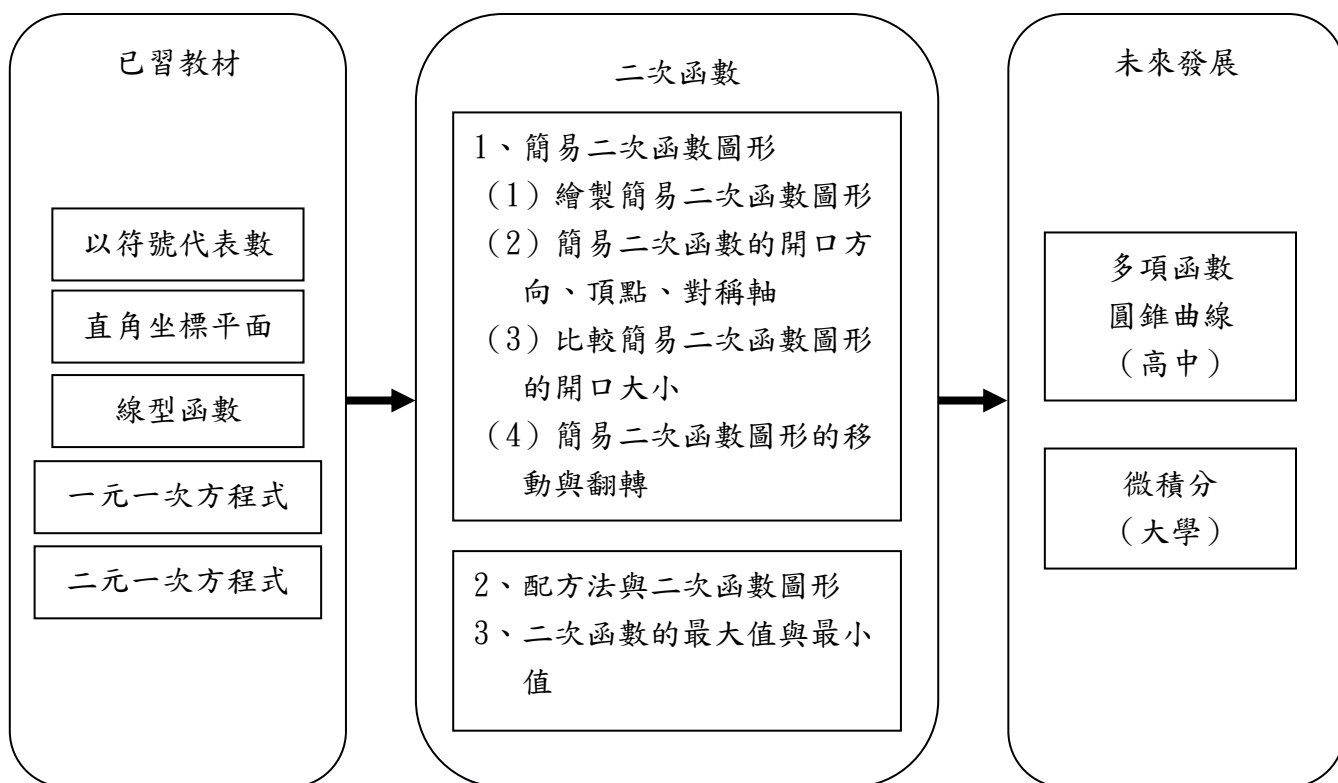 已習教材
以符號代表數
直角坐標平面
線型函數
一元一次方程式
二元一次方程式
二次函數
1、簡易二次函數圖形
（1）繪製簡易二次函數圖形
（2）簡易二次函數的開口方
向、頂點、對稱軸
（3）比較簡易二次函數圖形
的開口大小
（4）簡易二次函數圖形的移
動與翻轉
2、配方法與二次函數圖形
3、二次函數的最大值與最小
值
未來發展
多項函數
圓錐曲線
（高中）
微積分
（大學）